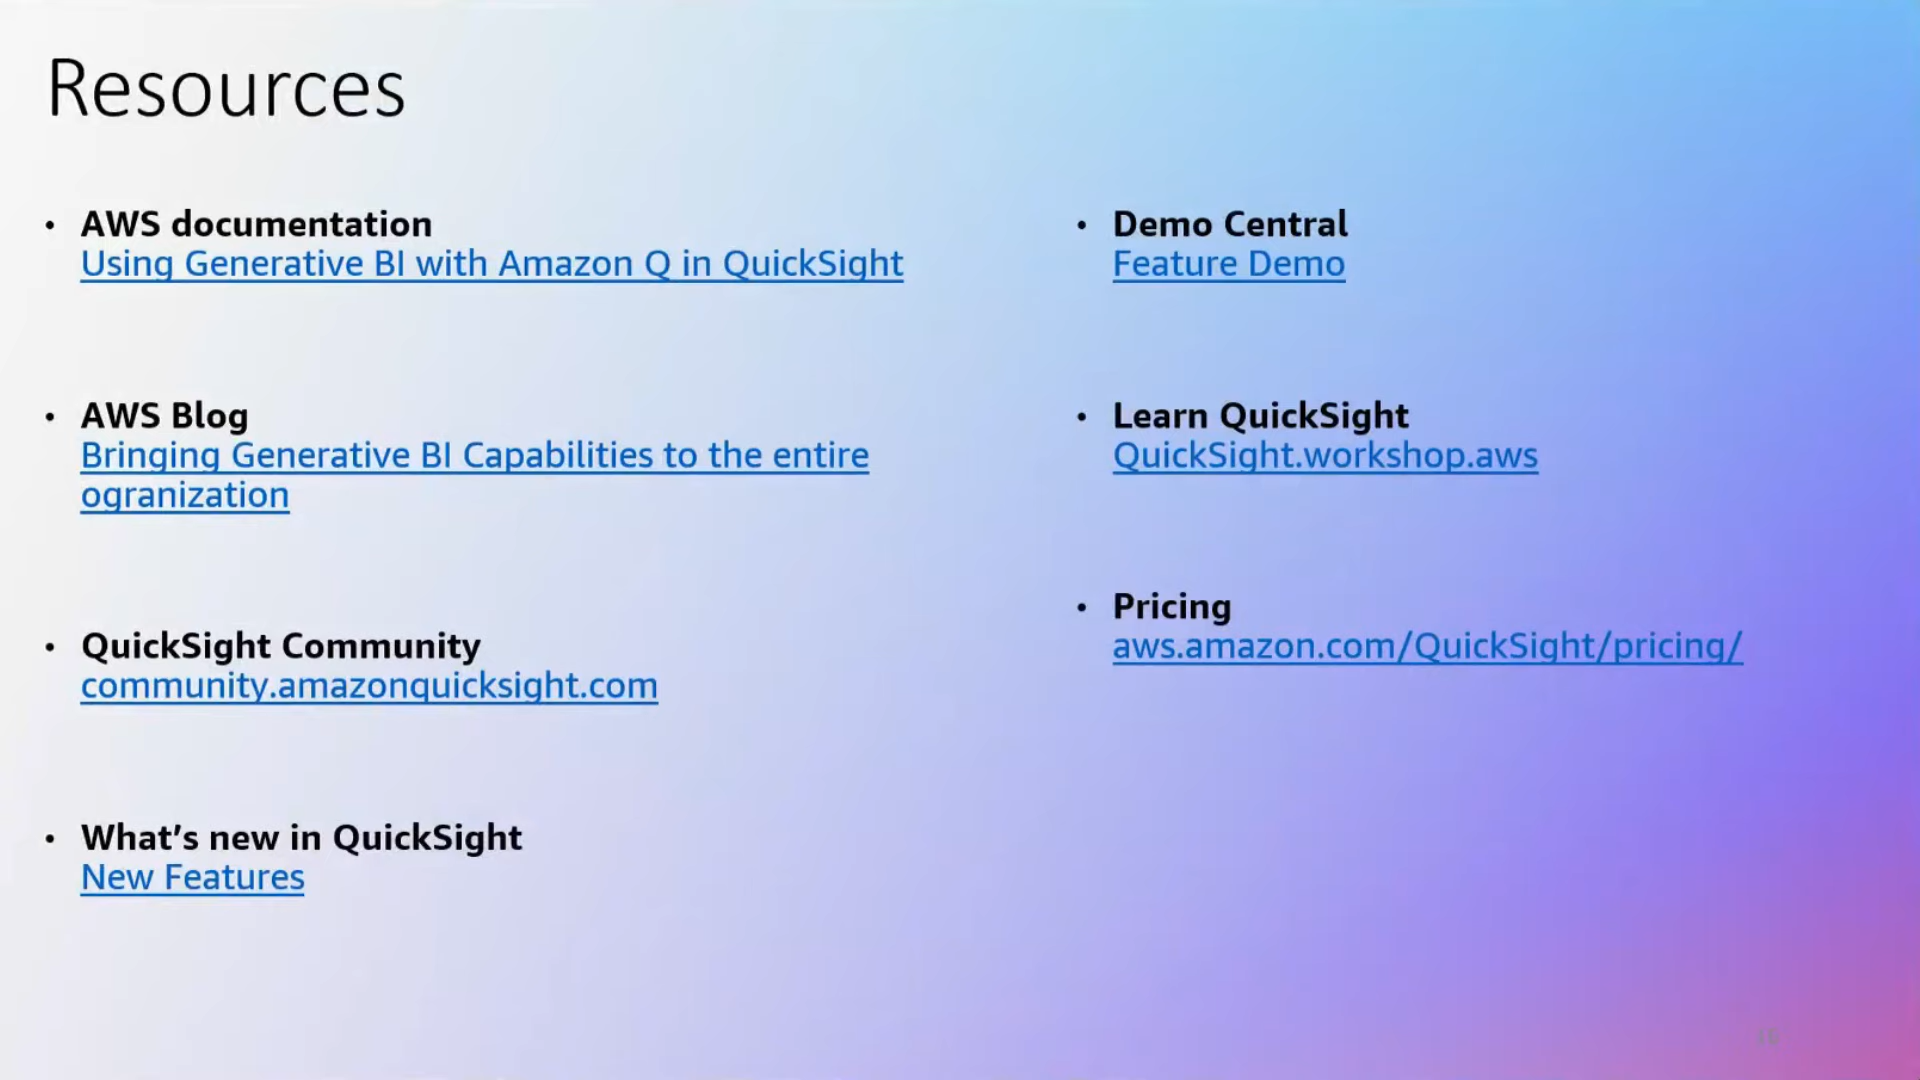 Resources
• AWS documentation
Using Generative BI with Amazon Q in QuickSight
• AWS Blog
Bringing Generative BI Capabilities to the entire
ogranization
• QuickSight Community
community.amazonquicksight.com
• What’s new in QuickSight
New Features
• Demo Central
Feature Demo
• Learn QuickSight
QuickSight.workshop.aws
• Pricing
aws.amazon.com/QuickSight/pricing/